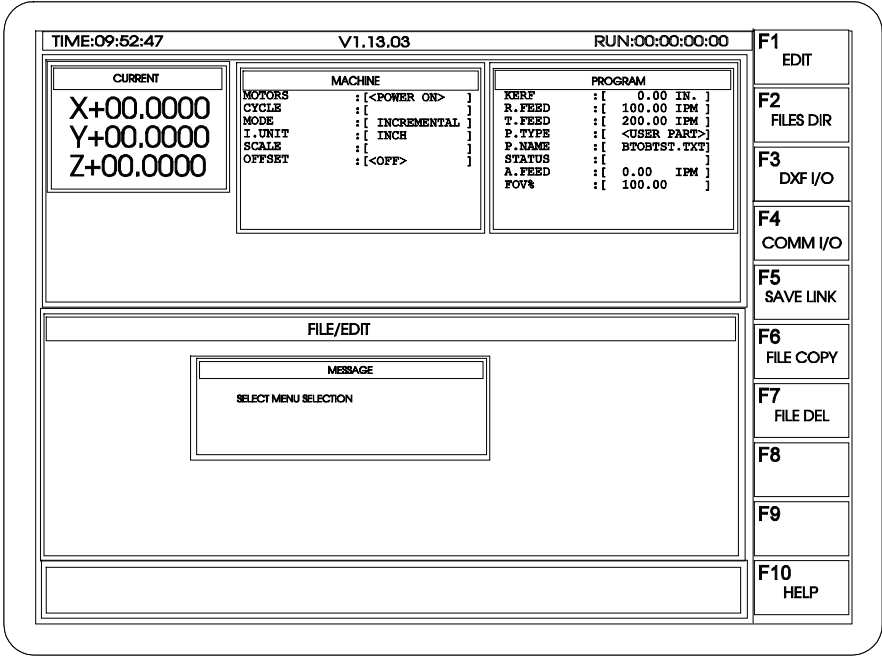 TIME:09:52:47 V1.13.03 RUN:00:00:00:00
CURRENT
X+00.0000
Y+00.0000
Z+00.0000
MACHINE
MOTORS :[<POWER ON> ]
CYCLE :[ ]
MODE :[ INCREMENTAL ]
I.UNIT :[ INCH ]
SCALE :[ ]
OFFSET :[<OFF> ]
PROGRAM
KERF :[ 0.00 IN. ]
R.FEED :[ 100.00 IPM ]
T.FEED :[ 200.00 IPM ]
P.TYPE :[ <USER PART>]
P.NAME :[ BTOBTST.TXT]
STATUS :[ ]
A.FEED :[ 0.00 IPM ]
FOV% :[ 100.00 ]
FILE/EDIT
MESSAGE
SELECT MENU SELECTION
F1
EDIT
F2
FILES DIR
F3
DXF I/O
F4
COMM I/O
F5
SAVE LINK
F6
FILE COPY
F7
FILE DEL
F8
F9
F10
HELP